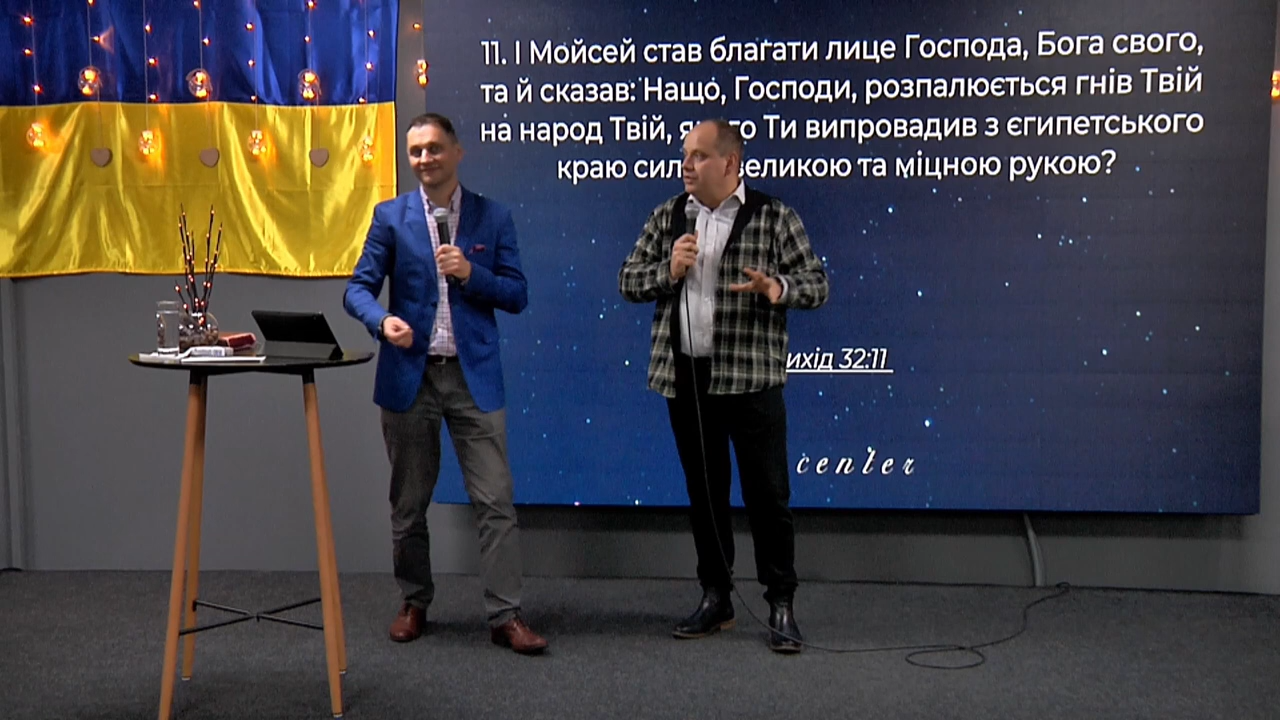 11. І Мойсей став благати лице Господа, Бога свого,
та й сказав: Нащо, Господи, розпалюється гнів Твій
на народ Твій, Ти випровадив з єгипетського
краю великою та міцною рукою?
32:11
center